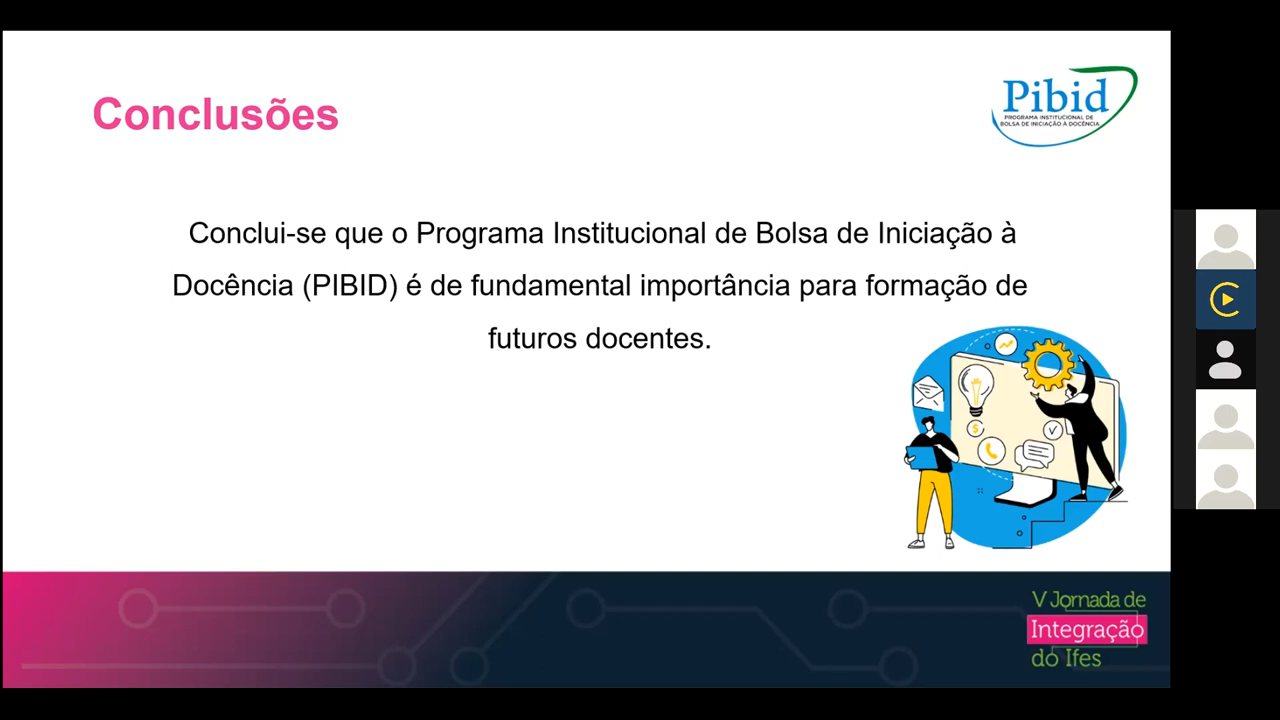 Conclusões
Pibid
PROGRAMA INSTITUCIONAL DE
BOLSA DE INICIAÇÃO À DOCÊNCIA
Conclui-se que o Programa Institucional de Bolsa de Iniciação à
Docência (PIBID) é de fundamental importância para formação de
futuros docentes.
$
V Jornada de
Integração
do Ifes